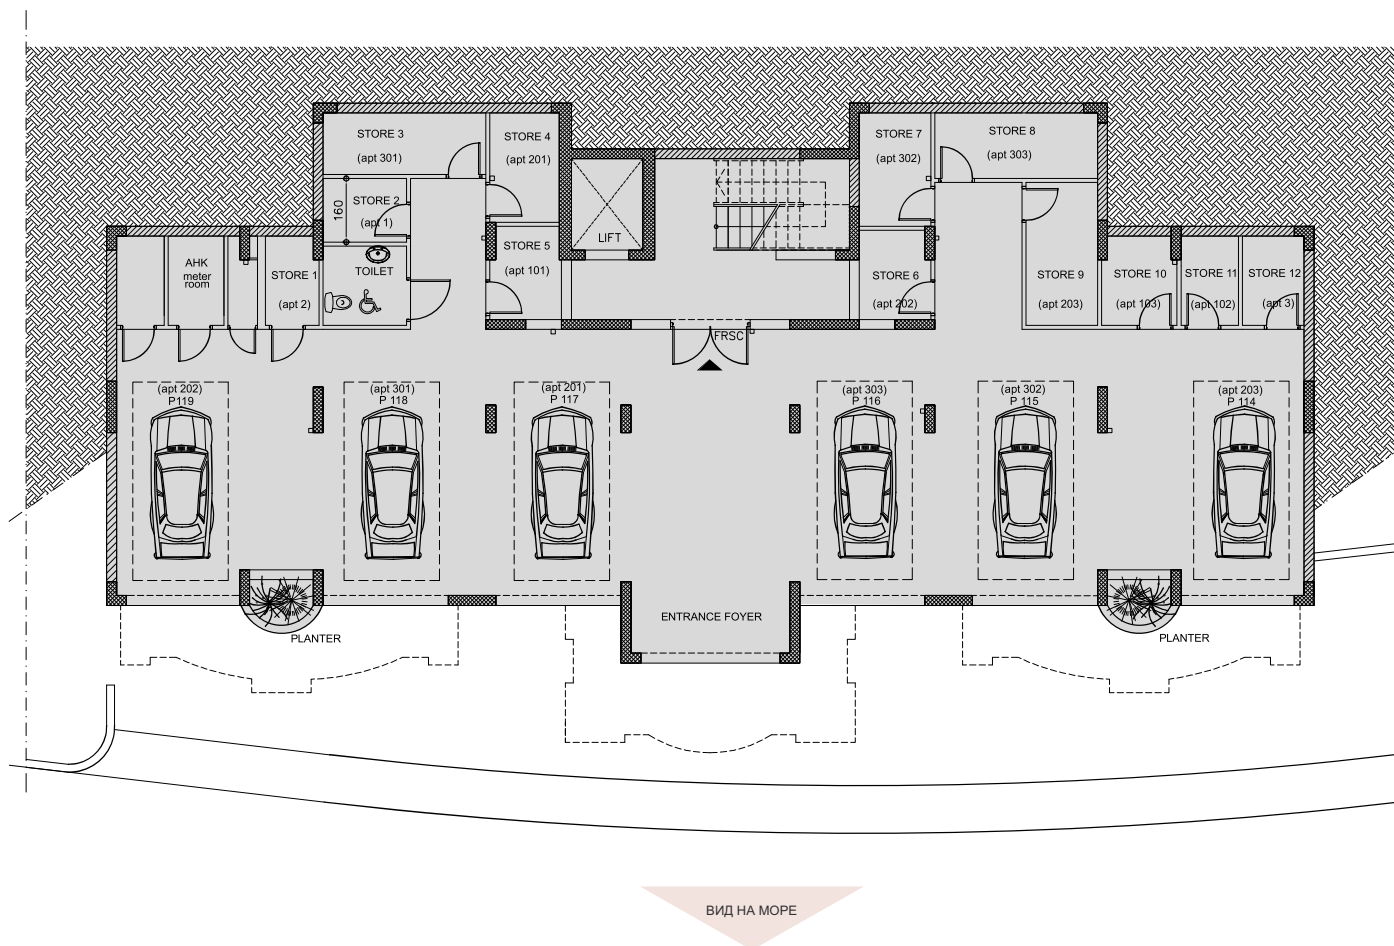 STORE 3
(apt 301)
STORE 4
(apt 201)
STORE 7
(apt 302)
STORE 8
(apt 303)
STORE 2
(apt 1)
160
LIFT
AHK
meter
room
STORE 1
(apt 2)
TOILET
STORE 5
(apt 101)
STORE 6
(apt 202)
STORE 9
(apt 203)
STORE 10
(apt 103)
STORE 11
(apt 102)
STORE 12
(apt 3)
FRSC
(apt 202)
P119
(apt 301)
P 118
(apt 201)
P 117
(apt 303)
P 116
(apt 302)
P 115
(apt 203)
P 114
ENTRANCE FOYER
PLANTER
PLANTER
ВИД НА МОРЕ